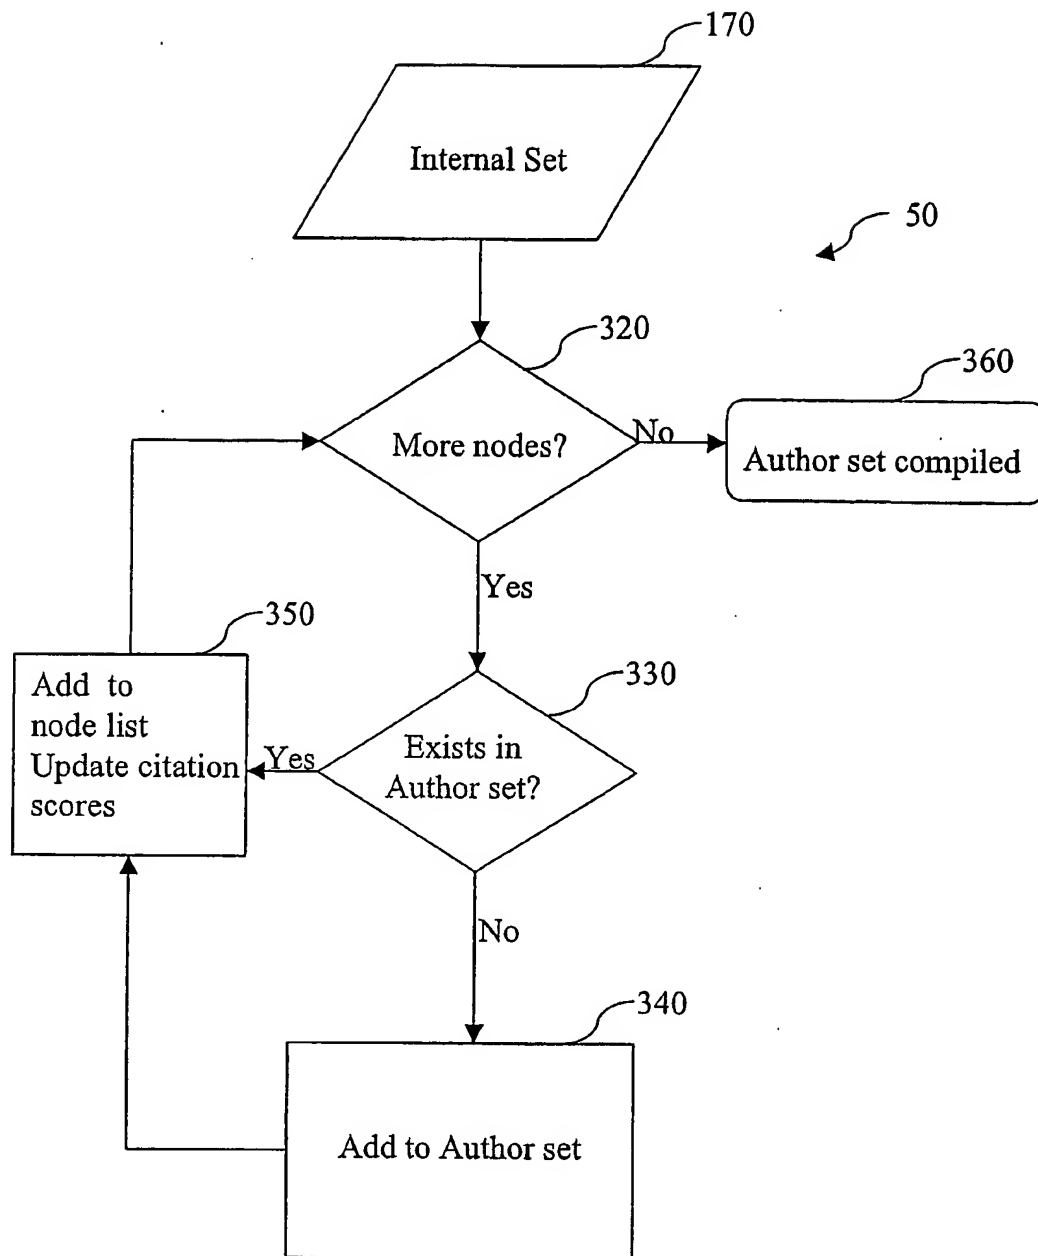 170
Internal Set
50
320
360
More nodes?
No
Author set compiled
Yes
350
330
Add to
node list
Update citation
scores
Yes
Exists in
Author set?
No
340
Add to Author set